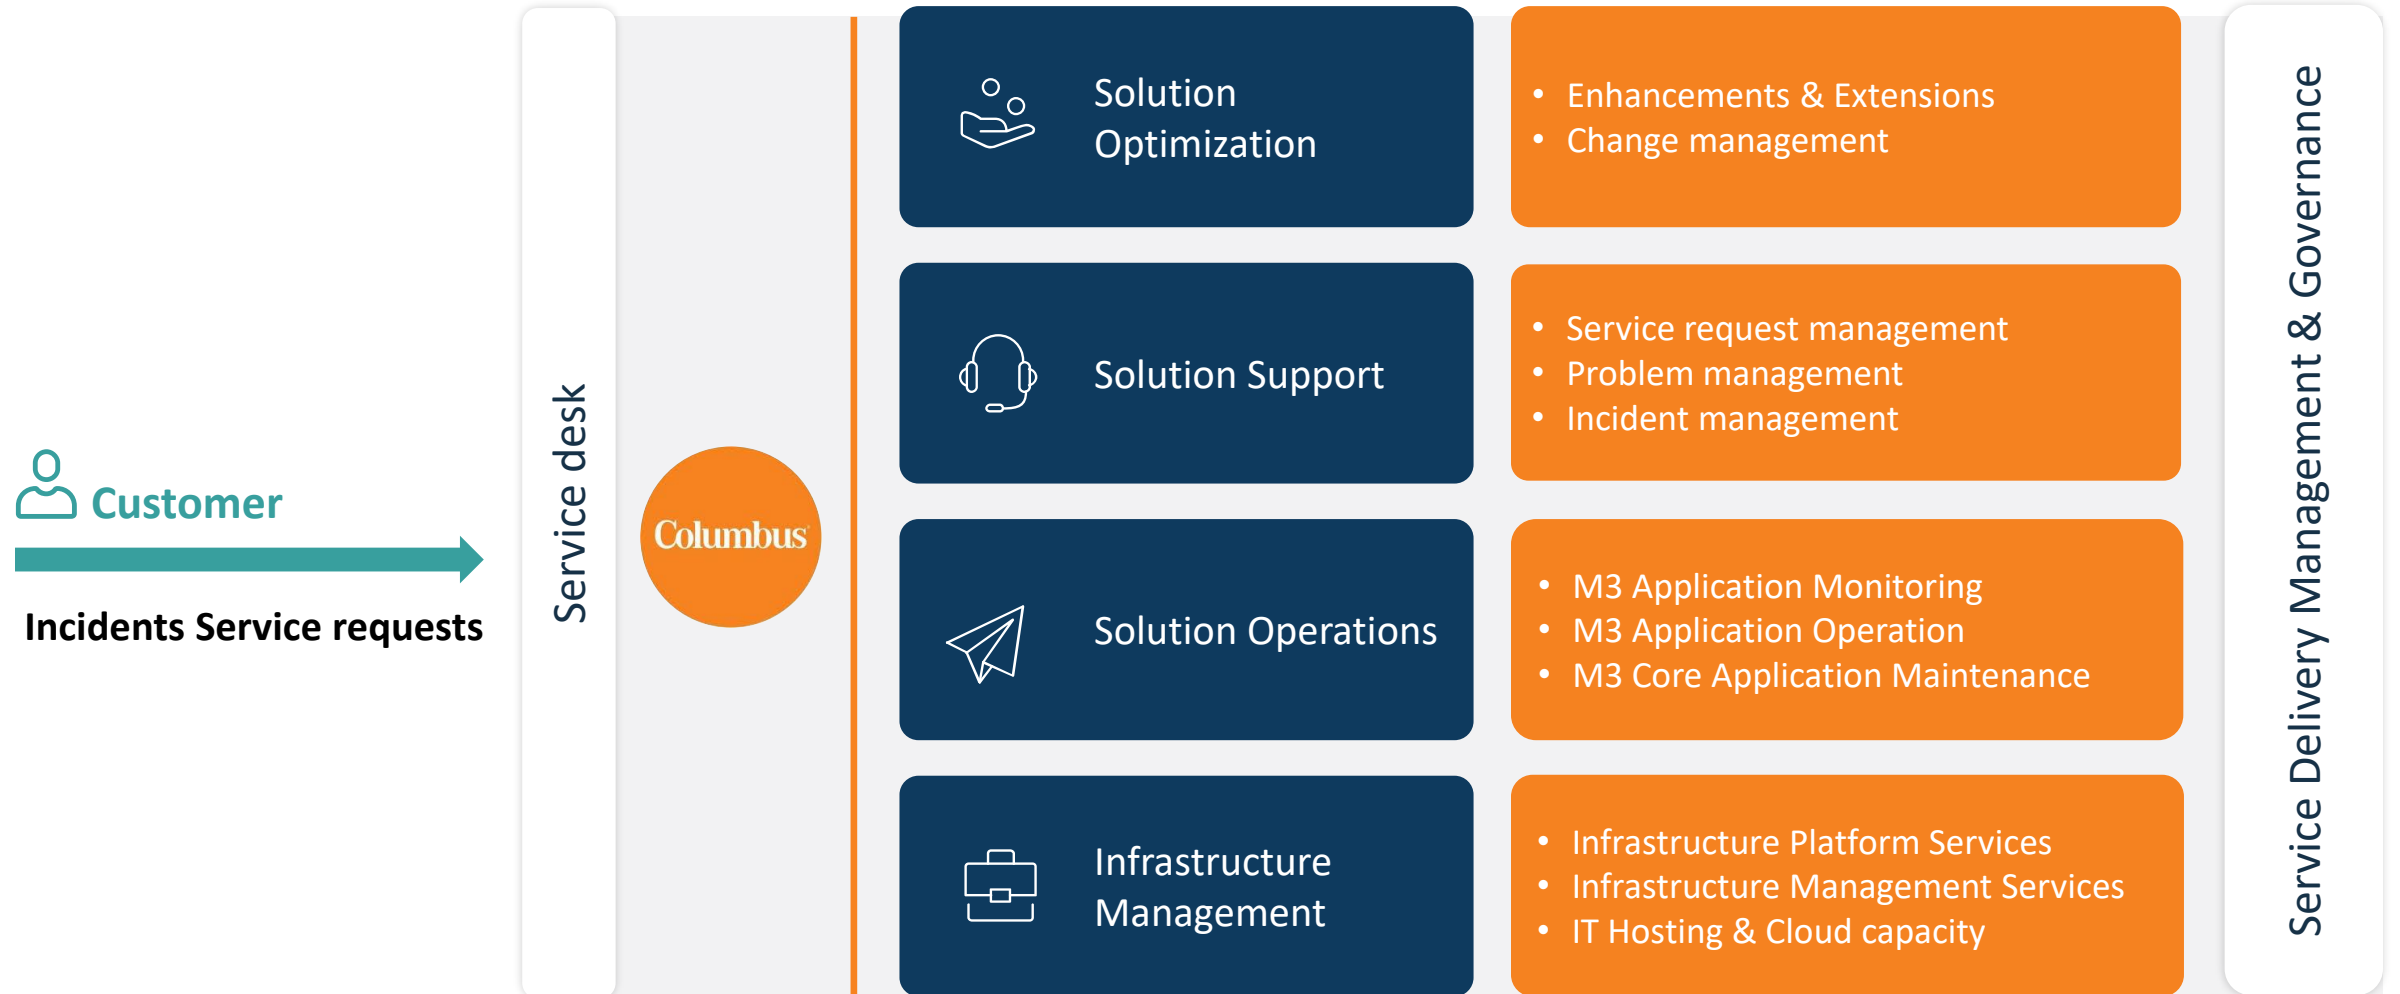 Customer
Incidents Service requests
Service desk
Columbus
Solution
Optimization
• Enhancements & Extensions
• Change management
Solution Support
• Service request management
• Problem management
• Incident management
Solution Operations
• M3 Application Monitoring
• M3 Application Operation
• M3 Core Application Maintenance
Infrastructure
Management
• Infrastructure Platform Services
• Infrastructure Management Services
• IT Hosting & Cloud capacity
Service Delivery Management & Governance